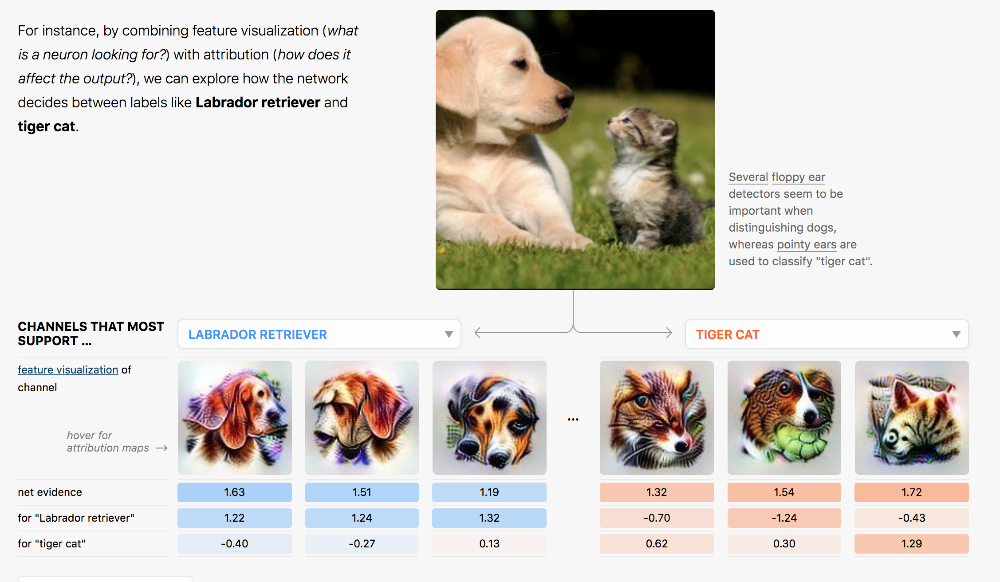 For instance, by combining feature visualization (what
is a neuron looking for?) with attribution (how does it
affect the output?), we can explore how the network
decides between labels like Labrador retriever and
tiger cat.
Several floppy ear
detectors seem to be
important when
distinguishing dogs,
whereas pointy ears are
used to classify "tiger cat".
CHANNELS THAT MOST
SUPPORT ...
LABRADOR RETRIEVER ▼
TIGER CAT ▼
feature visualization of
channel
hover for
attribution maps →
...
net evidence 1.63 1.51 1.19 1.32 1.54 1.72
for "Labrador retriever" 1.22 1.24 1.32 -0.70 -1.24 -0.43
for "tiger cat" -0.40 -0.27 0.13 0.62 0.30 1.29